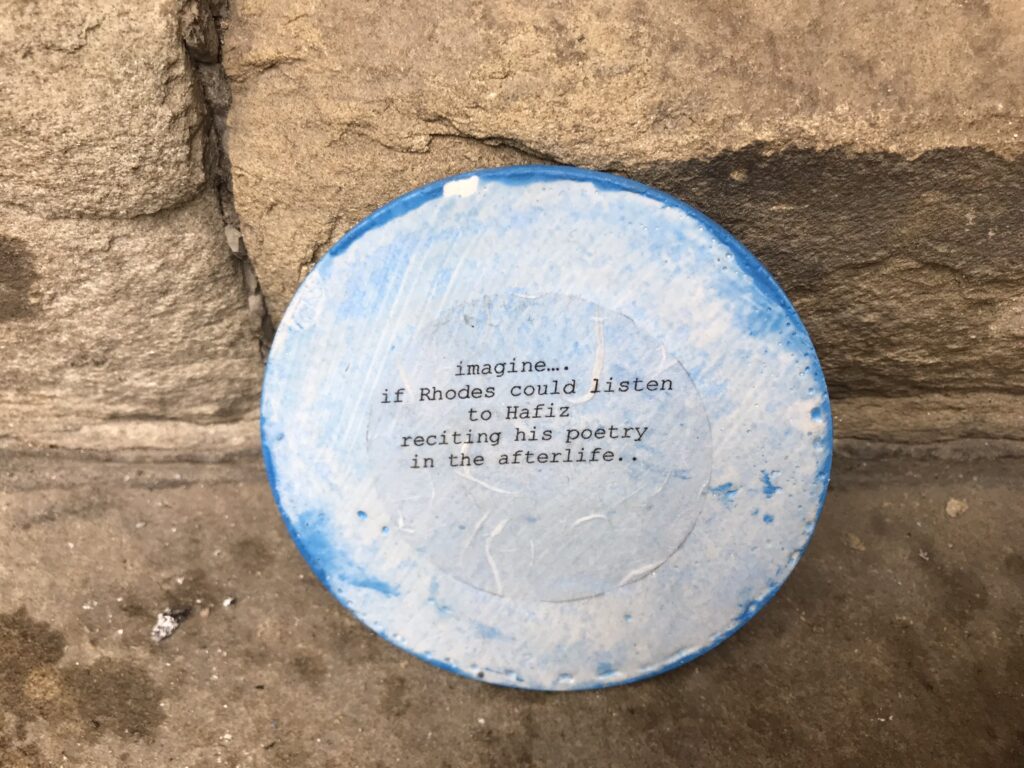 imagine….
if Rhodes could listen
to Hafiz
reciting his poetry
in the afterlife..